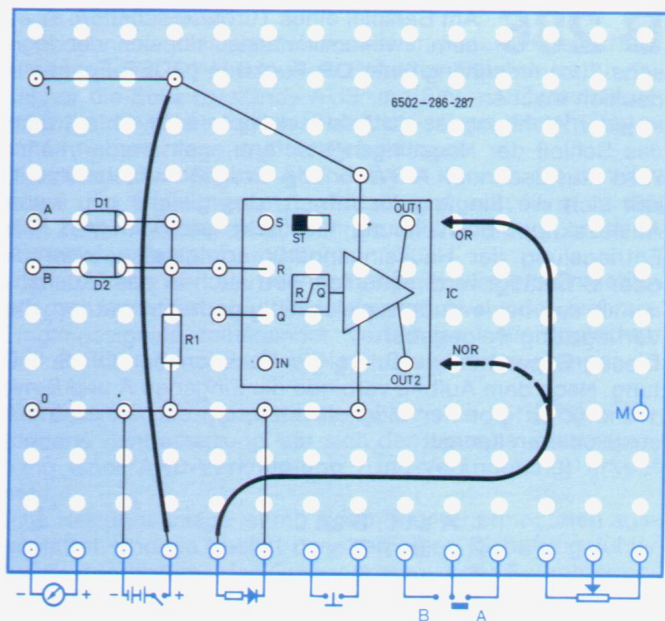 1
6502-286-287
A
D1
S
ST
OUT1
OR
B
D2
R
R Q
IC
Q
R1
NOR
IN
OUT2
0
M
- +
- +
B A